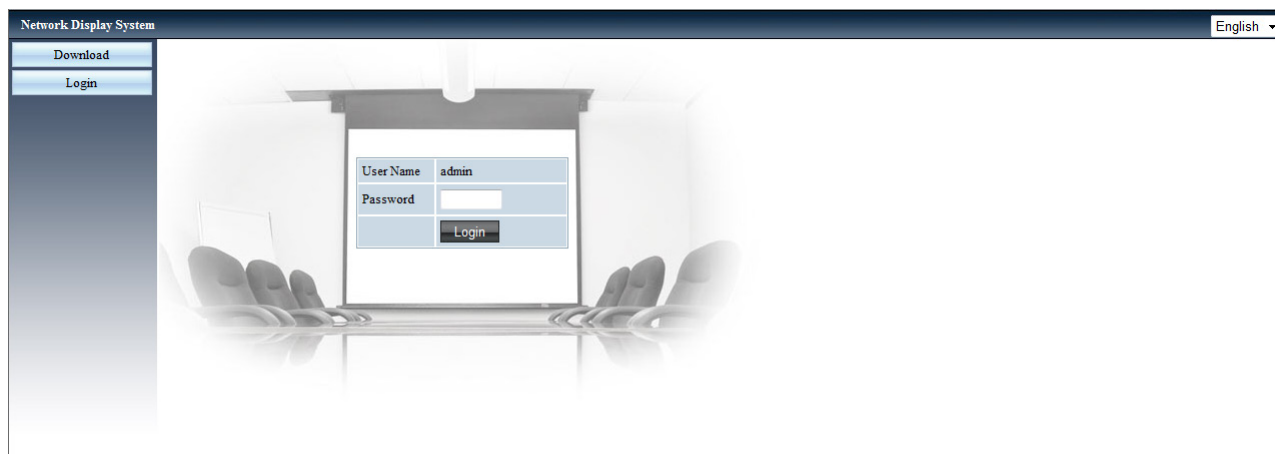 Network Display System
English
Download
Login
User Name admin
Password
Login